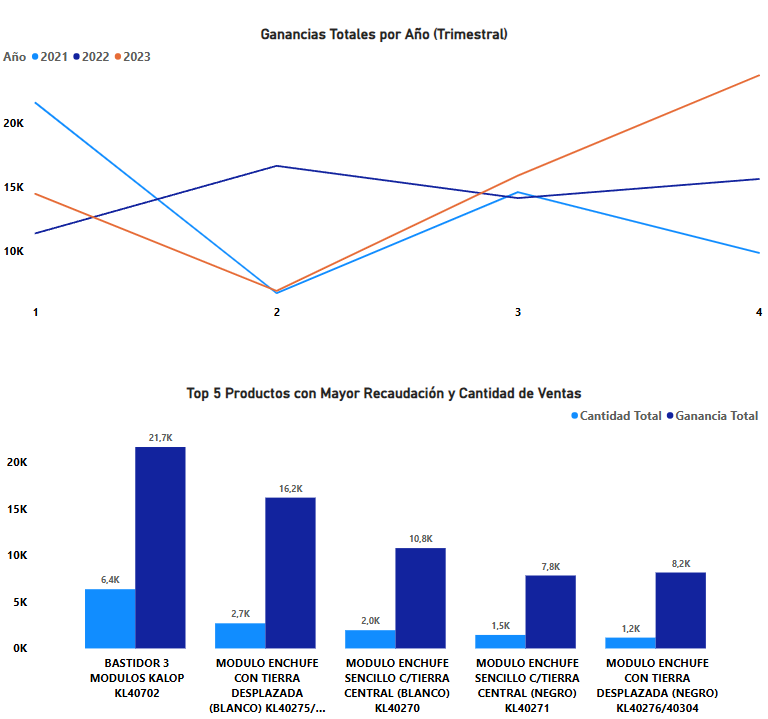 Ganancias Totales por Año (Trimestral)
Año 2021 2022 2023
20K
15K
10K
1 2 3 4
Top 5 Productos con Mayor Recaudación y Cantidad de Ventas
Cantidad Total Ganancia Total
20K
15K
10K
5K
0K
6,4K
21,7K
2,7K
16,2K
2,0K
10,8K
1,5K
7,8K
1,2K
8,2K
BASTIDOR 3
MODULOS KALOP
KL40702
MODULO ENCHUFE
CON TIERRA
DESPLAZADA
(BLANCO) KL40275/...
MODULO ENCHUFE
SENCILLO C/TIERRA
CENTRAL (BLANCO)
KL40270
MODULO ENCHUFE
SENCILLO C/TIERRA
CENTRAL (NEGRO)
KL40271
MODULO ENCHUFE
CON TIERRA
DESPLAZADA (NEGRO)
KL40276/40304